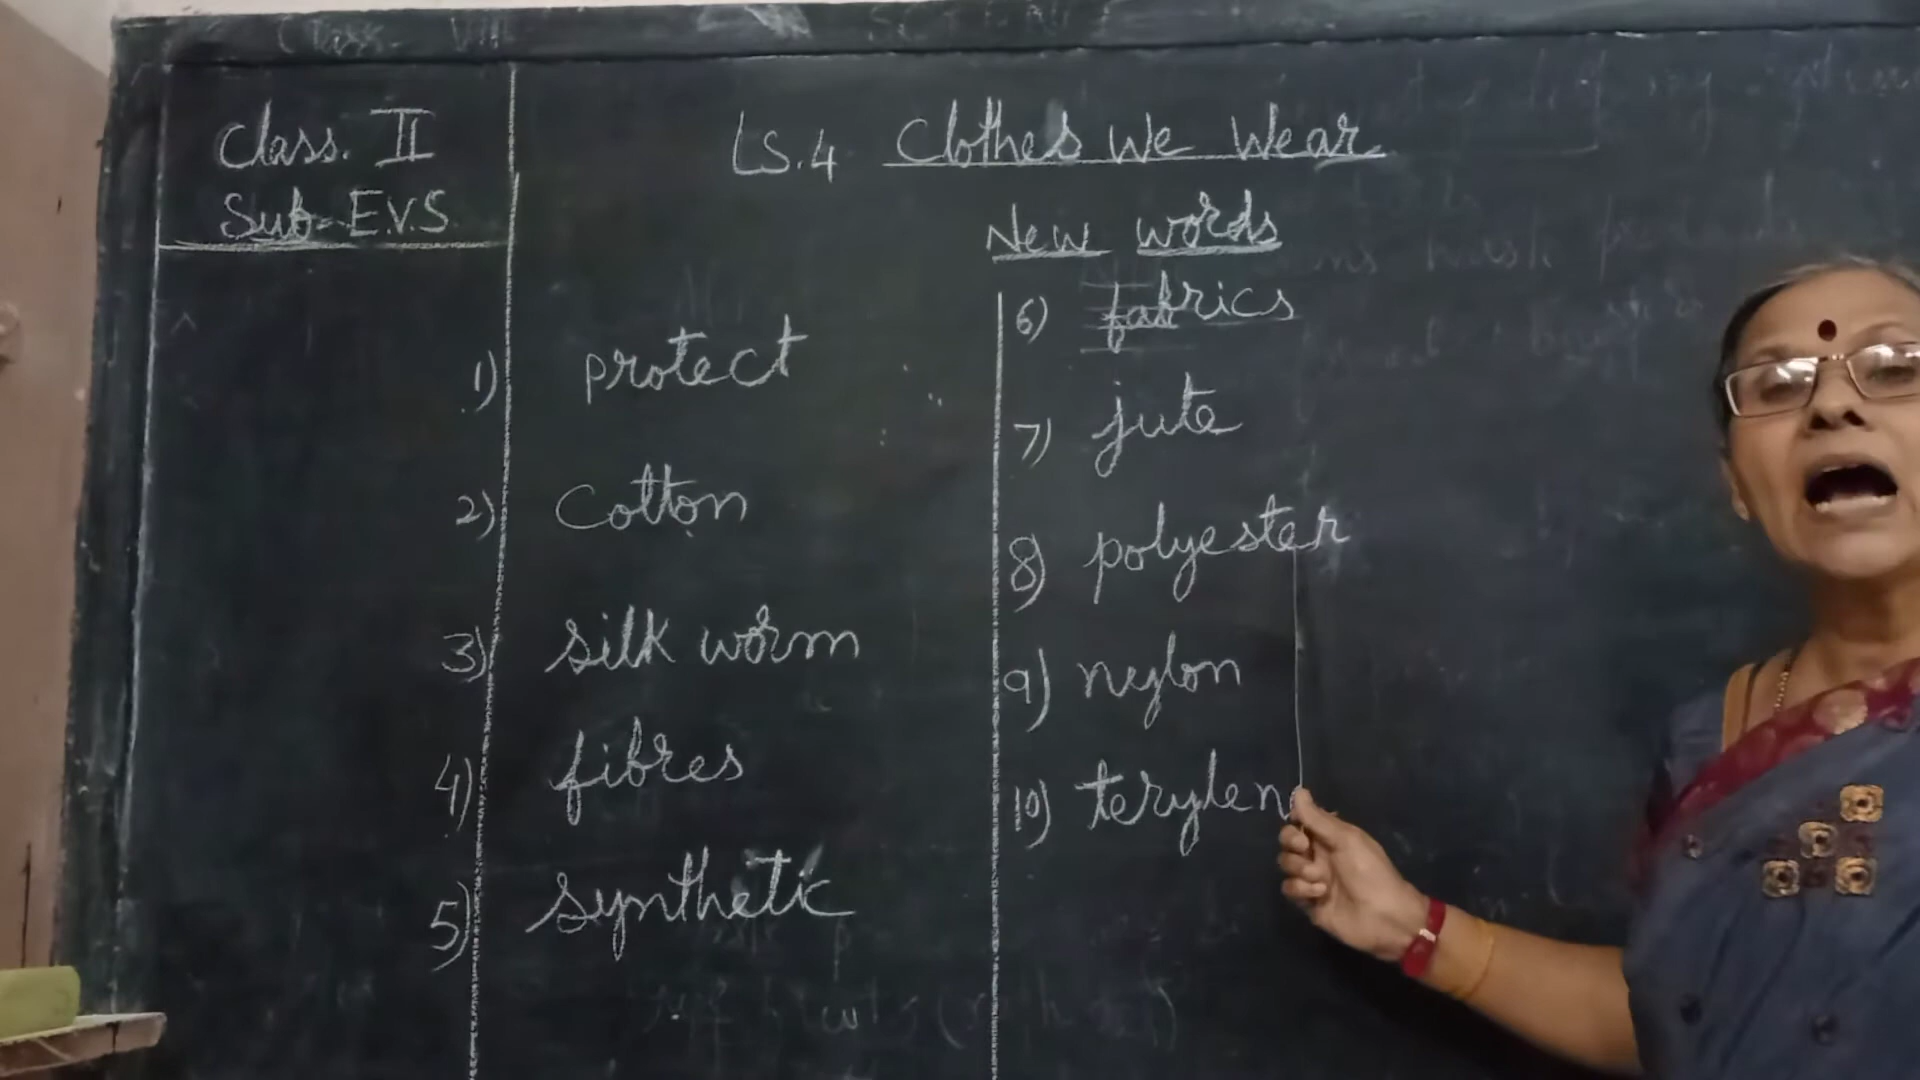 Class. II
Sub-E.V.S
LS.4 Clothes We Wear
New words
1) protect
2) cotton
3) silk worm
4) fibres
5) synthetic
6) fabrics
7) jute
8) polyester
9) nylon
10) terylene